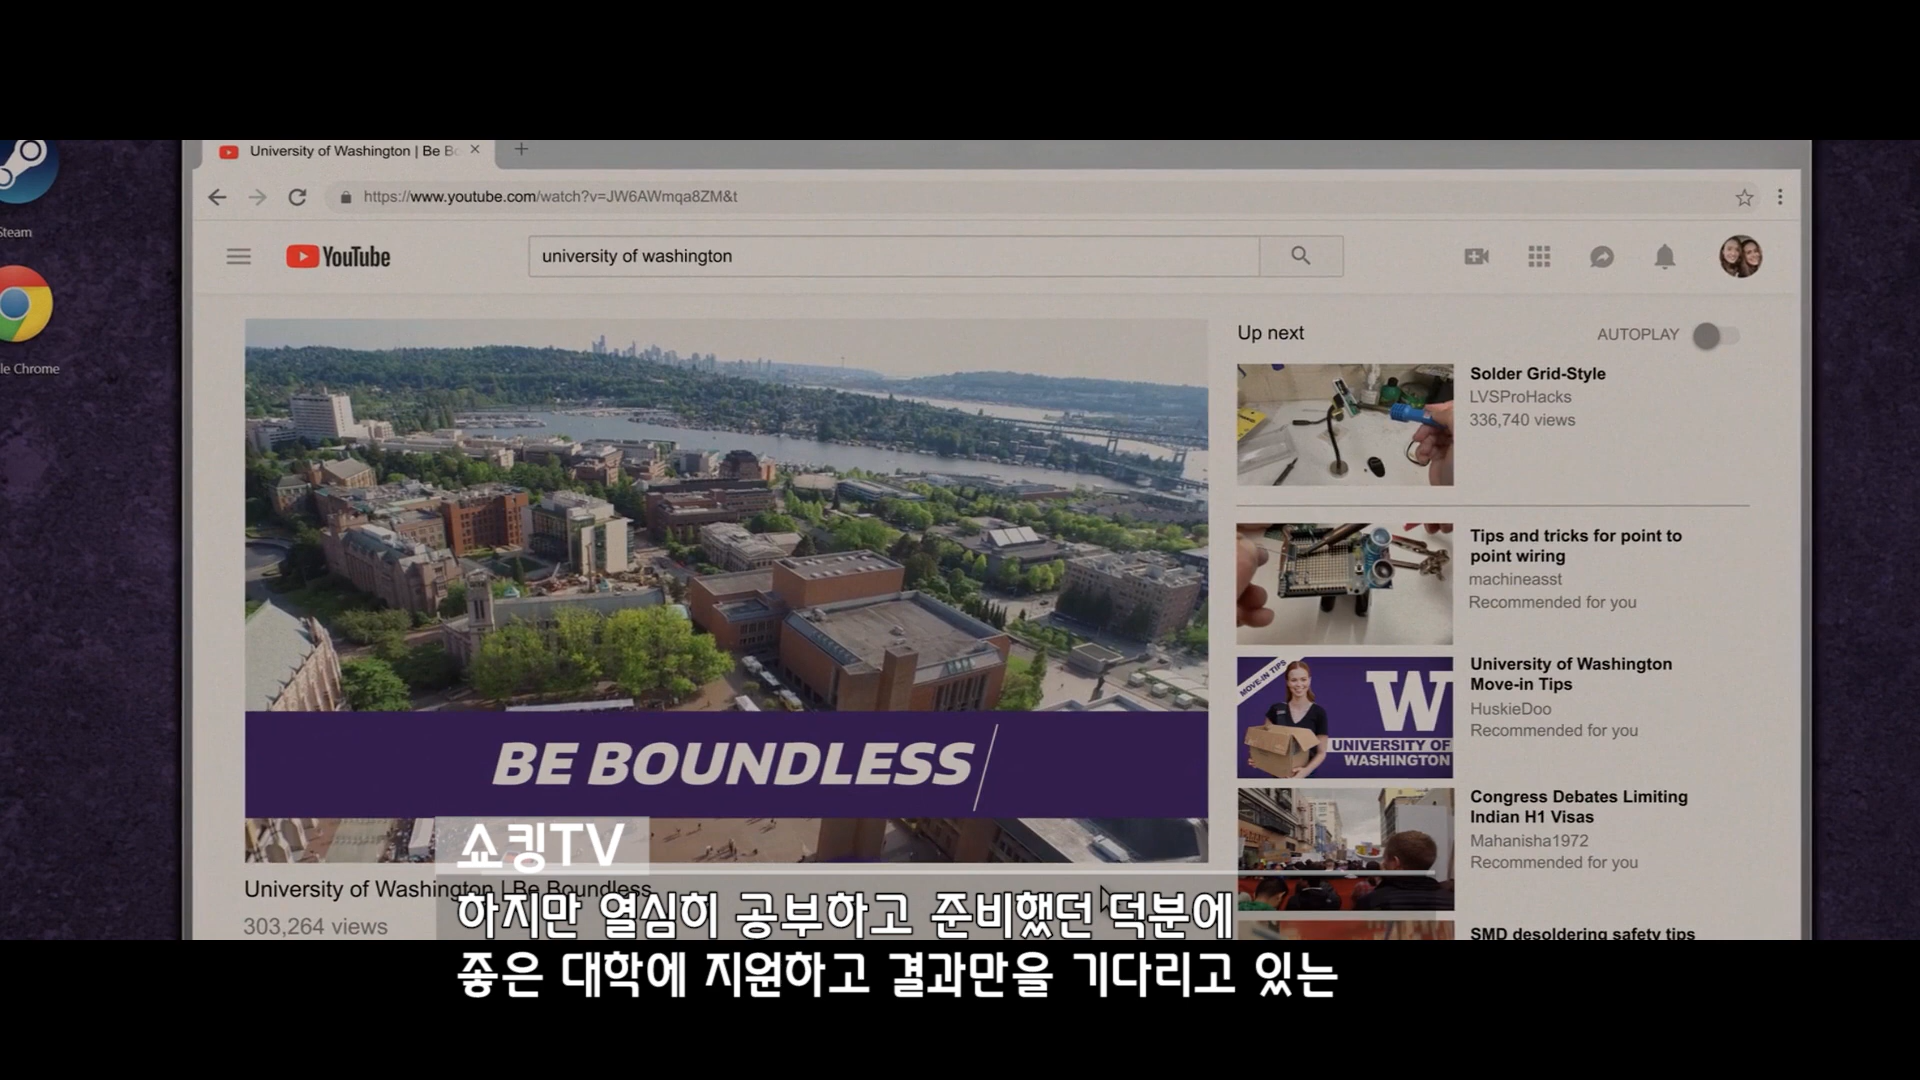 University of Washington | Be Bo
https://www.youtube.com/watch?v=JW6AWmqa8ZM&t
Steam
YouTube
university of washington
le Chrome
Up next
AUTOPLAY
Solder Grid-Style
LVSProHacks
336,740 views
Tips and tricks for point to
point wiring
machineasst
Recommended for you
MOVE-IN TIPS
W
UNIVERSITY OF
WASHINGTON
University of Washington
Move-in Tips
HuskieDoo
Recommended for you
BE BOUNDLESS
Congress Debates Limiting
Indian H1 Visas
Mahanisha1972
Recommended for you
University of Washington | Be Boundless
303,264 views
SMD desoldering safety tips
쇼킹TV
하지만 열심히 공부하고 준비했던 덕분에
좋은 대학에 지원하고 결과만을 기다리고 있는